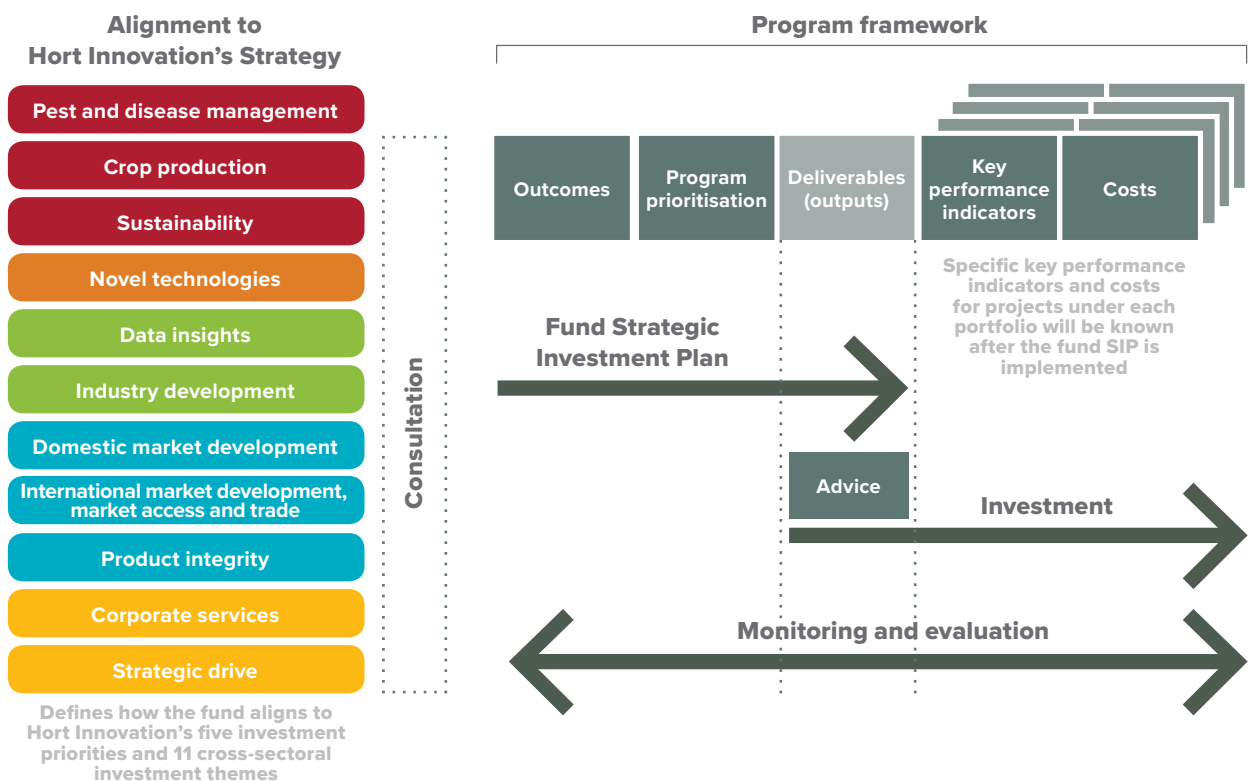 Alignment to
Hort Innovation's Strategy
Pest and disease management
Crop production
Sustainability
Novel technologies
Data insights
Industry development
Domestic market development
International market development,
market access and trade
Product integrity
Corporate services
Strategic drive
Defines how the fund aligns to
Hort Innovation's five investment
priorities and 11 cross-sectoral
investment themes
Consultation
Program framework
Outcomes
Program
prioritisation
Deliverables
(outputs)
Key
performance
indicators
Costs
Specific key performance
indicators and costs
for projects under each
portfolio will be known
after the fund SIP is
implemented
Fund Strategic
Investment Plan
Advice
Investment
Monitoring and evaluation